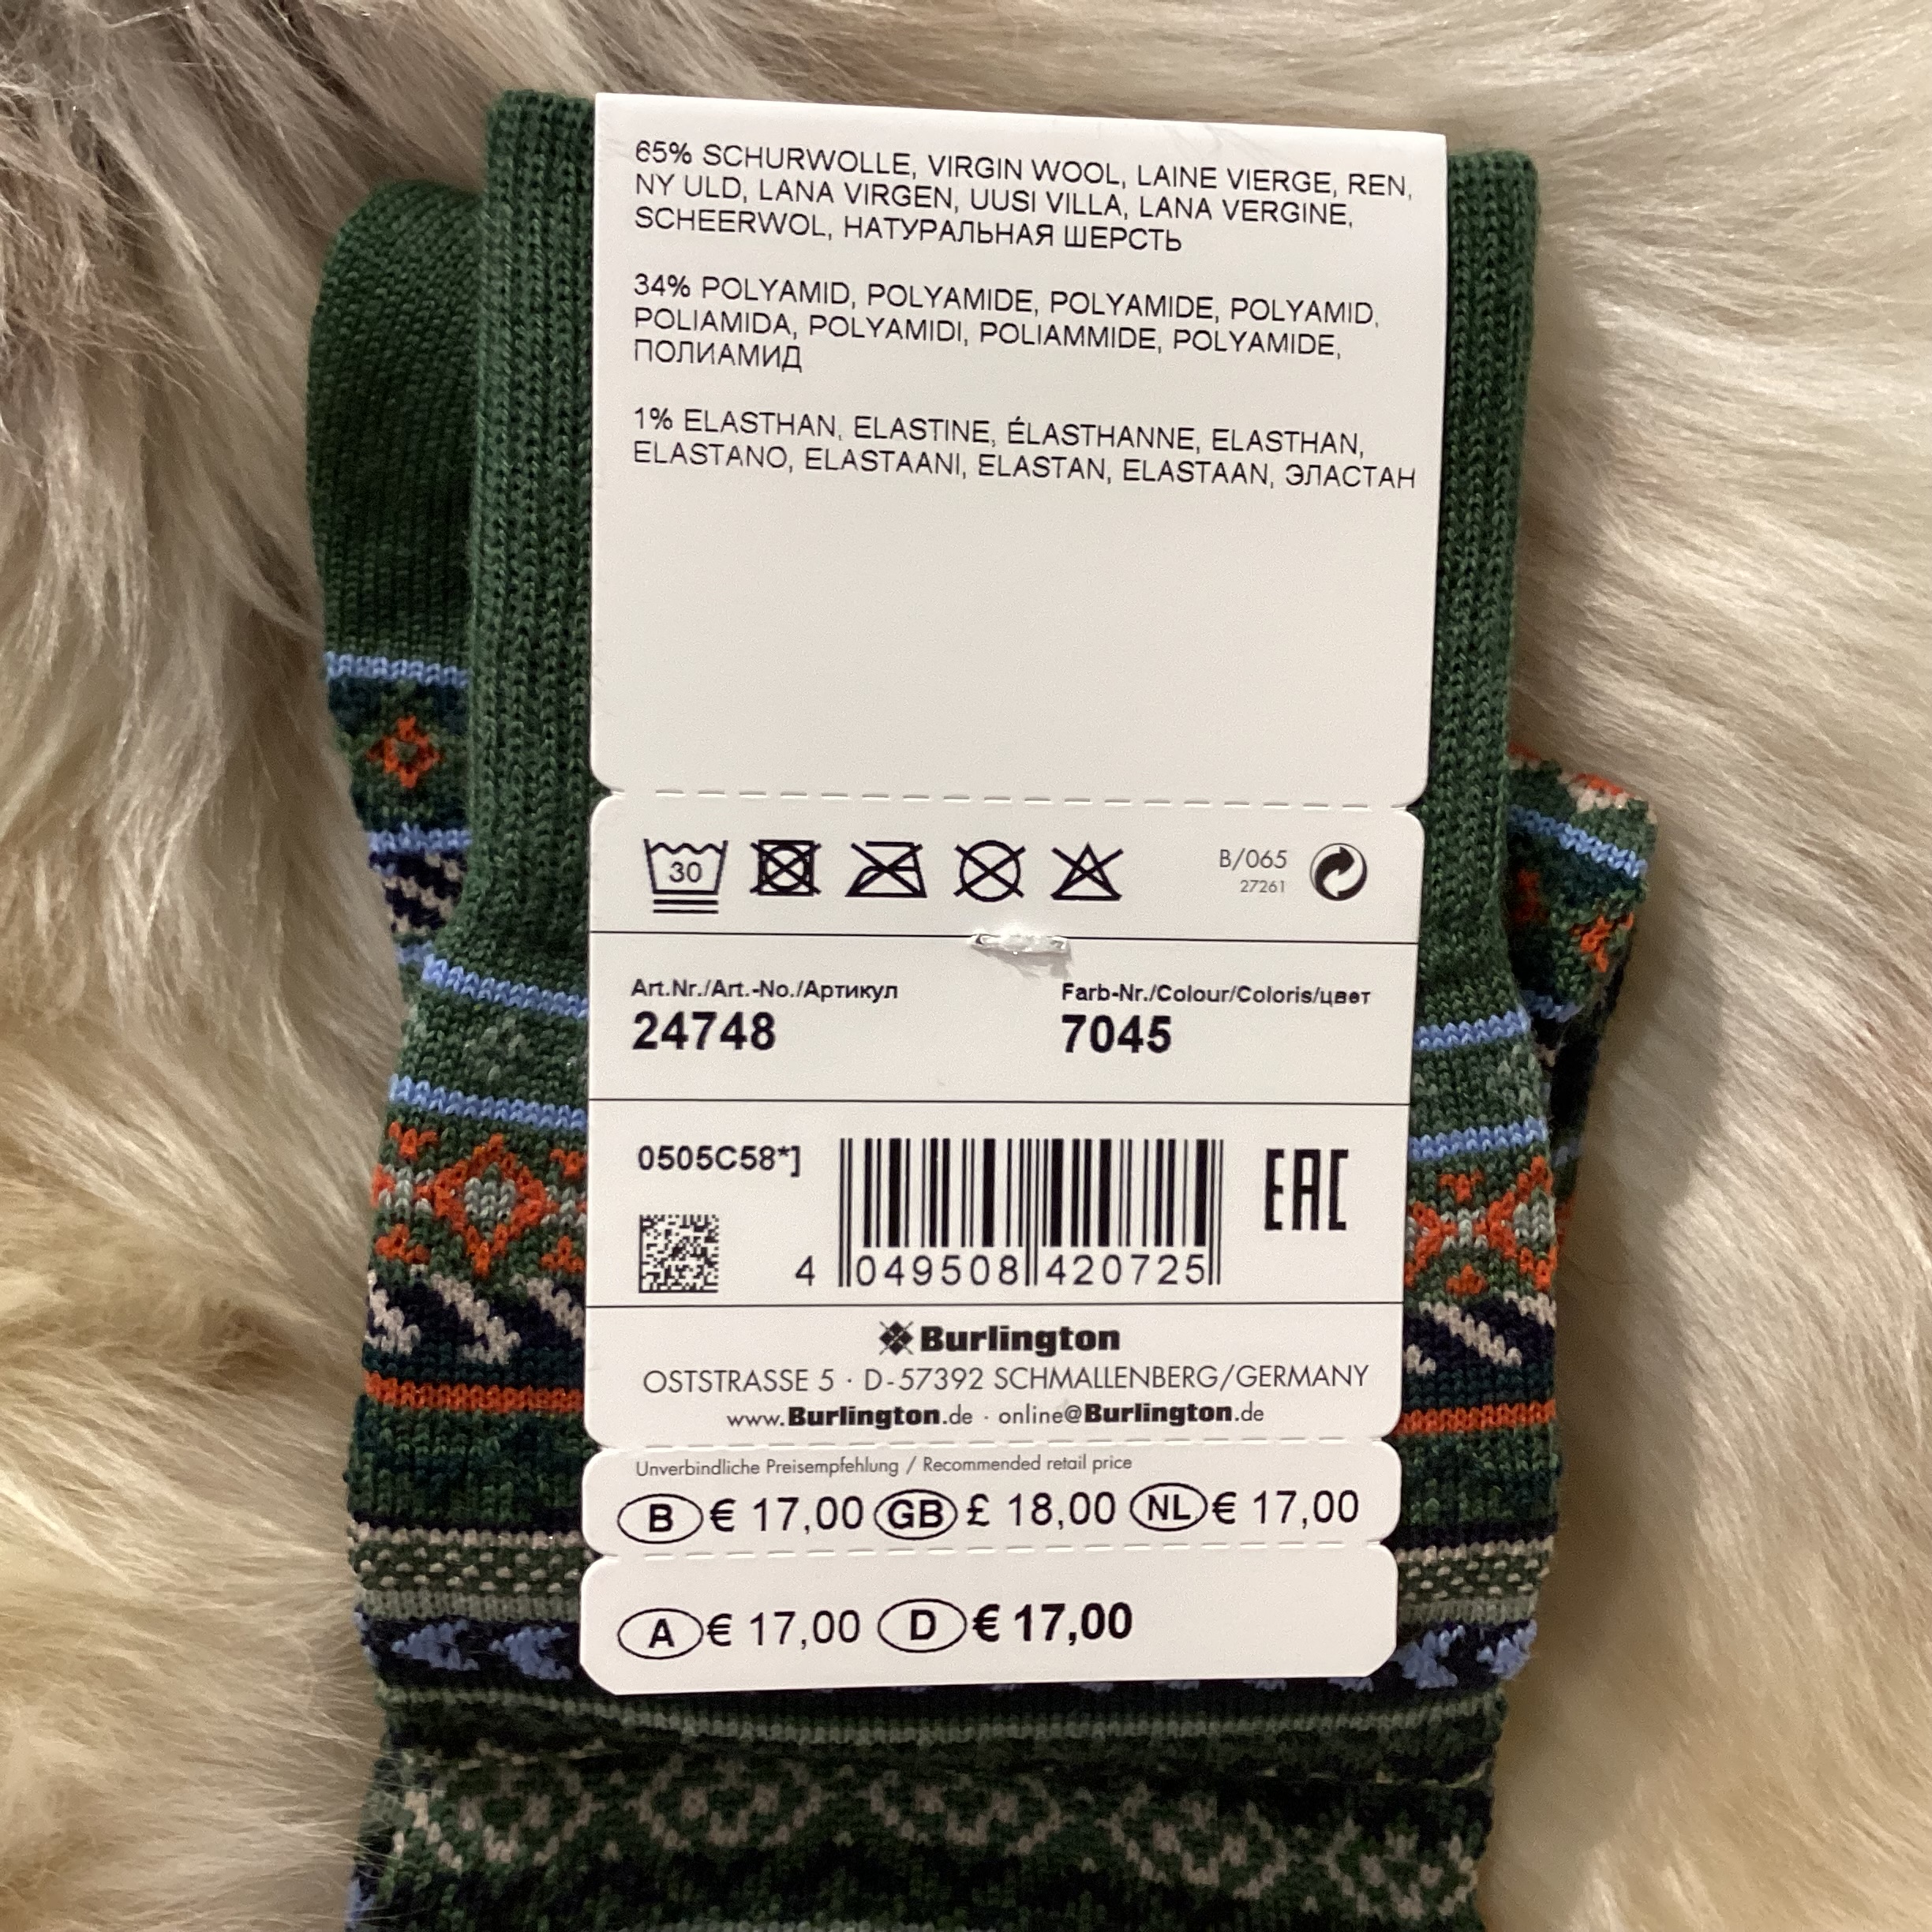 65% SCHURWOLLE, VIRGIN WOOL, LAINE VIERGE, REN,
NY ULD, LANA VIRGEN, UUSI VILLA, LANA VERGINE,
SCHEERWOL, НАТУРАЛЬНАЯ ШЕРСТЬ
34% POLYAMID, POLYAMIDE, POLYAMIDE, POLYAMID,
POLIAMIDA, POLYAMIDI, POLIAMMIDE, POLYAMIDE,
ПОЛИАМИД
1% ELASTHAN, ELASTINE, ÉLASTHANNE, ELASTHAN,
ELASTANO, ELASTAANI, ELASTAN, ELASTAAN, ЭЛАСТАН
30
B/065
27261
Art.Nr./Art.-No./Артикул
24748
Farb-Nr./Colour/Coloris/цвет
7045
0505C58*]
4 049508 420725
EAC
Burlington
OSTSTRASSE 5 · D-57392 SCHMALLENBERG/GERMANY
www.Burlington.de · online@Burlington.de
Unverbindliche Preisempfehlung / Recommended retail price
B € 17,00 GB £ 18,00 NL € 17,00
A € 17,00 D € 17,00